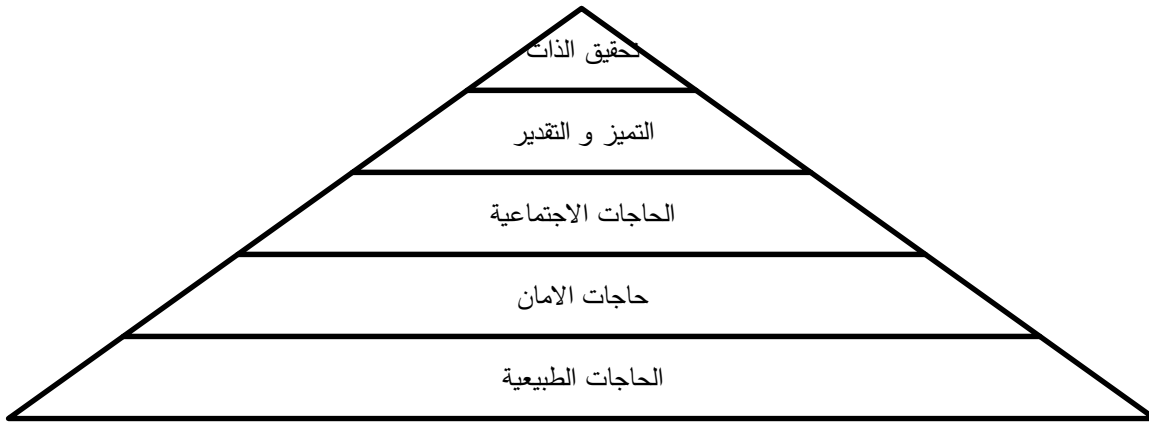 تحقيق الذات
التميز و التقدير
الحاجات الاجتماعية
حاجات الامان
الحاجات الطبيعية